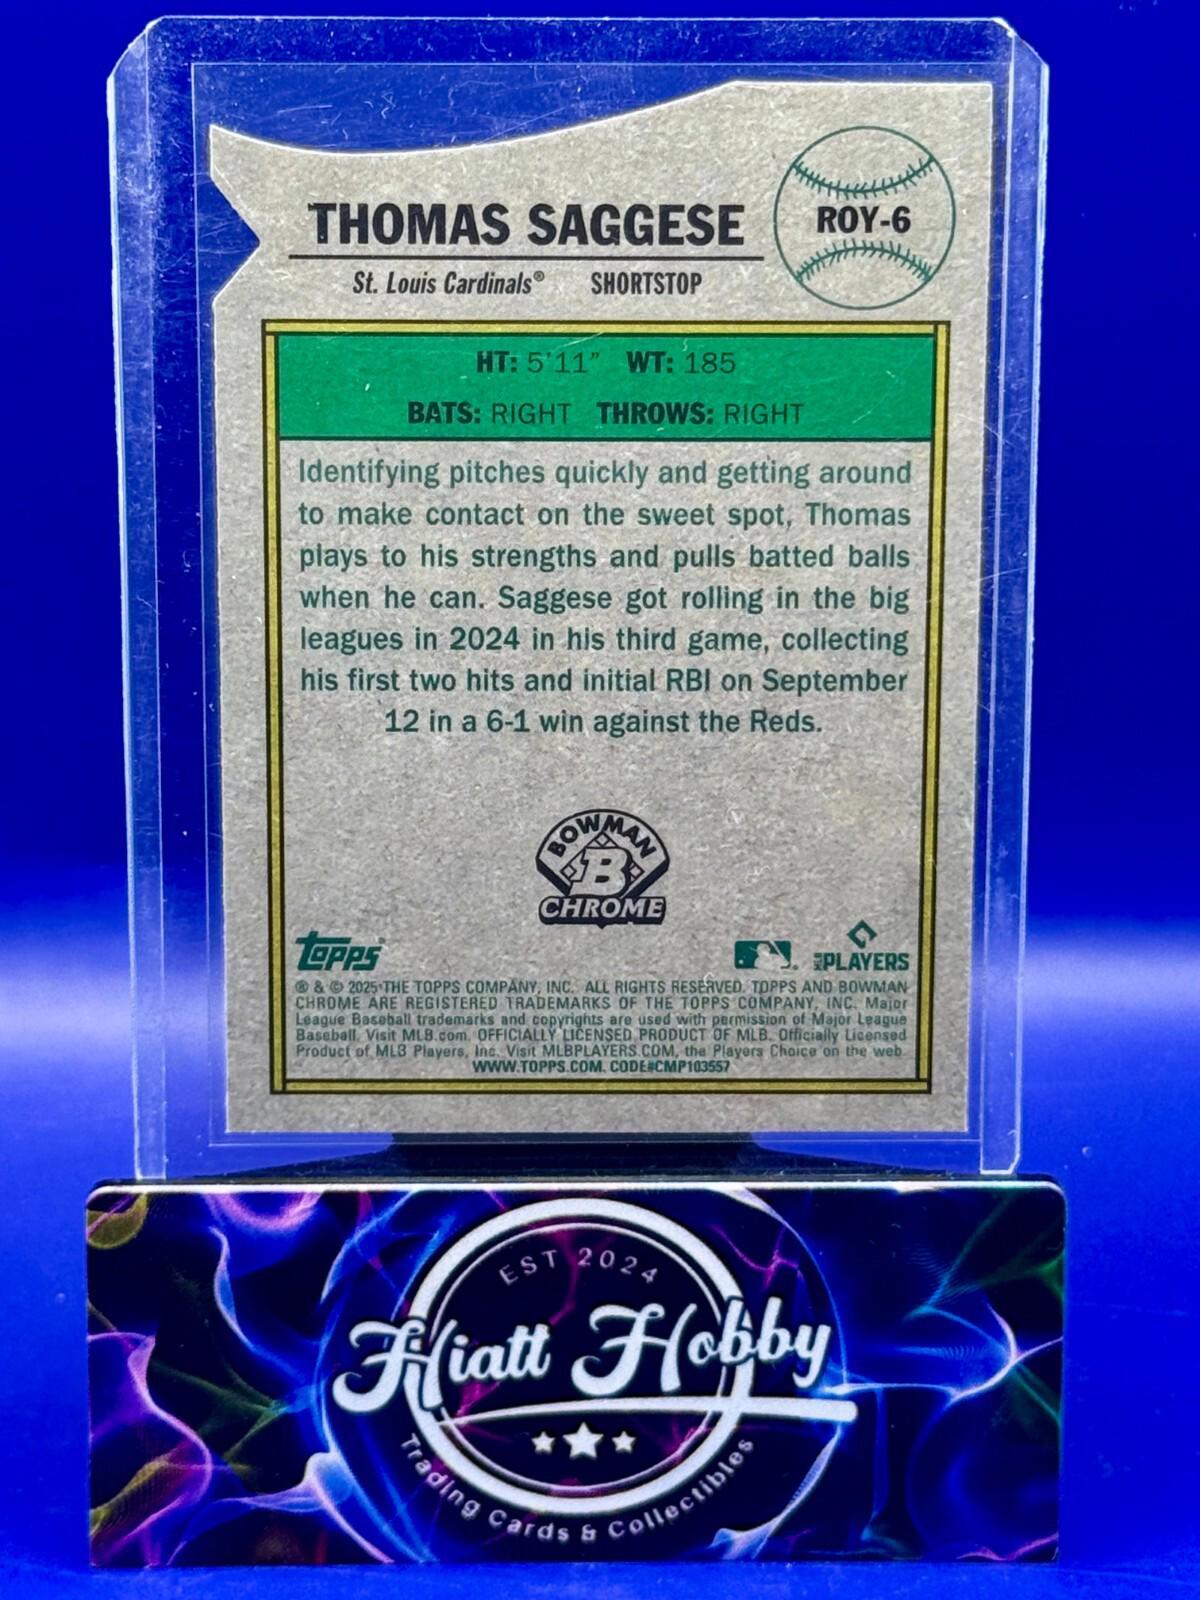 THOMAS SAGGESE
ROY-6
St. Louis Cardinals® SHORTSTOP
HT: 5'11" WT: 185
BATS: RIGHT THROWS: RIGHT
Identifying pitches quickly and getting around
to make contact on the sweet spot, Thomas
plays to his strengths and pulls batted balls
when he can. Saggese got rolling in the big
leagues in 2024 in his third game, collecting
his first two hits and initial RBI on September
12 in a 6-1 win against the Reds.
BOWMAN
B
CHROME
Topps
MLB PLAYERS
® & © 2025 THE TOPPS COMPANY, INC. ALL RIGHTS RESERVED. TOPPS AND BOWMAN
CHROME ARE REGISTERED TRADEMARKS OF THE TOPPS COMPANY, INC. Major
League Baseball trademarks and copyrights are used with permission of Major League
Baseball. Visit MLB.com. OFFICIALLY LICENSED PRODUCT OF MLB. Officially Licensed
Product of MLB Players, Inc. Visit MLBPLAYERS.COM, the Players Choice on the web.
WWW.TOPPS.COM. CODE#CMP103557
EST 2024
Hiatt Hobby
Trading Cards & Collectibles